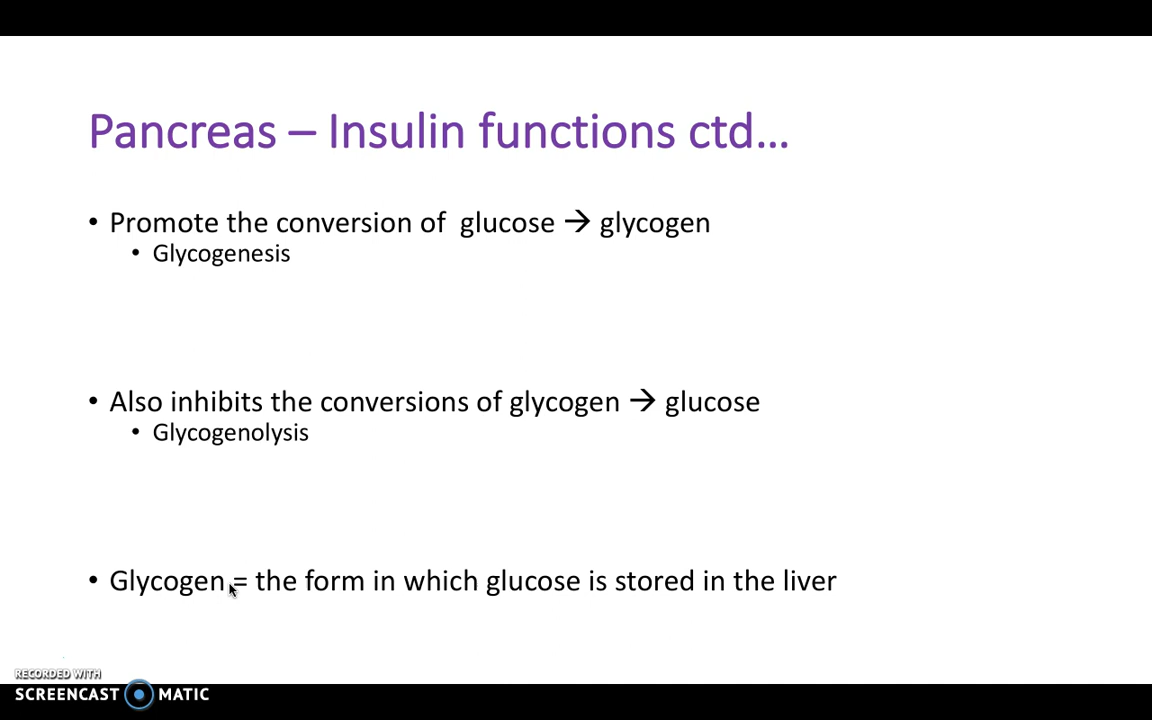 Pancreas – Insulin functions ctd...
• Promote the conversion of  glucose → glycogen
• Glycogenesis
• Also inhibits the conversions of glycogen → glucose
• Glycogenolysis
• Glycogen = the form in which glucose is stored in the liver
RECORDED WITH
SCREENCAST MATIC